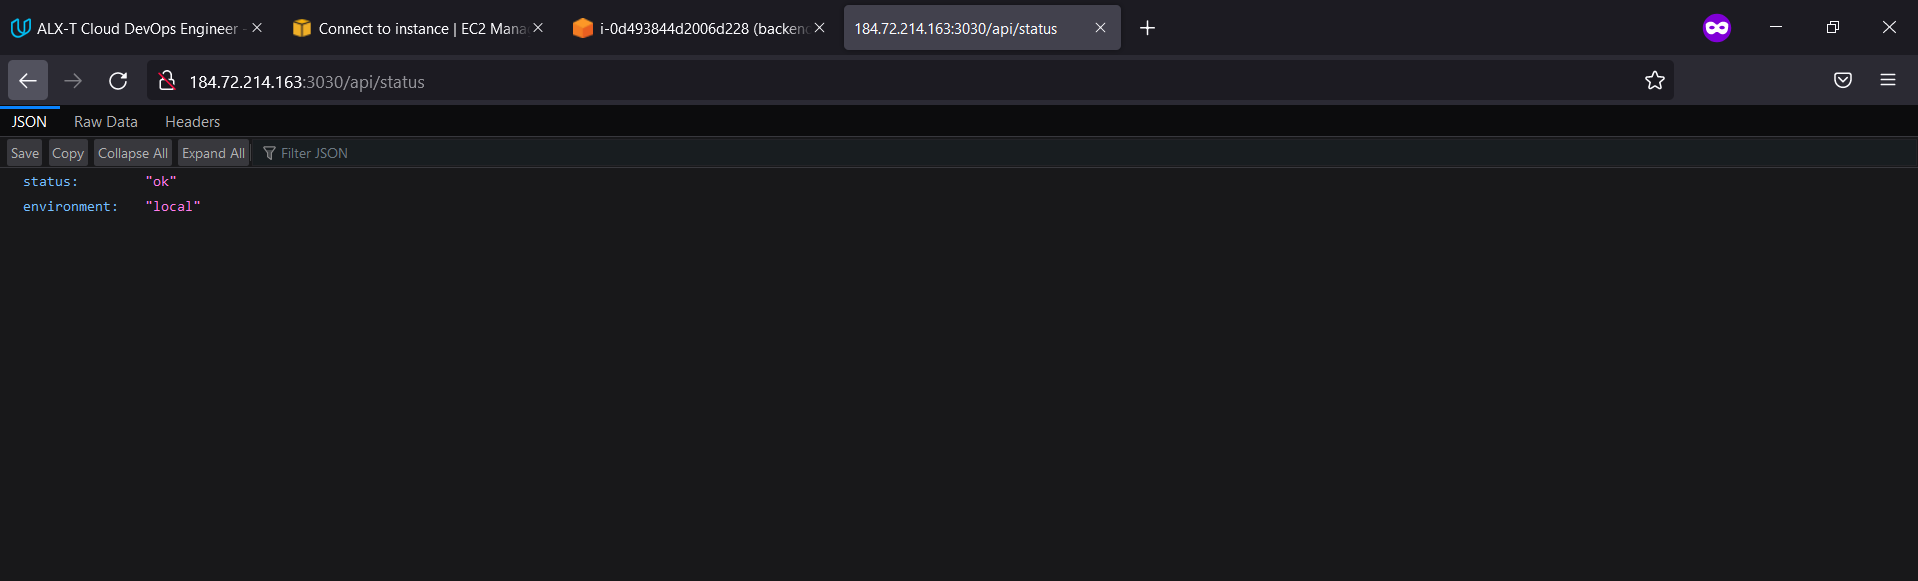 ALX-T Cloud DevOps Engineer - Connect to instance | EC2 Mana i-0d493844d2006d228 (backend 184.72.214.163:3030/api/status
184.72.214.163:3030/api/status
JSON Raw Data Headers
Save Copy Collapse All Expand All Filter JSON
status: "ok"
environment: "local"